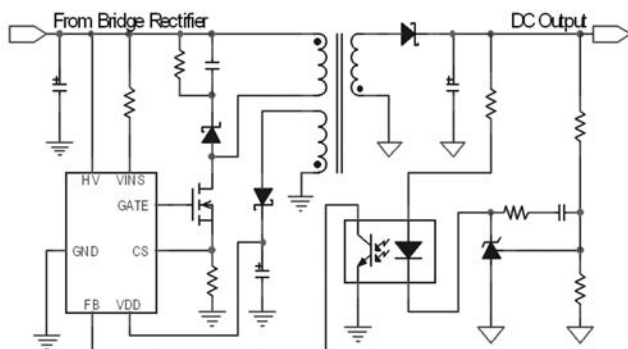 From Bridge Rectifier
DC Output
HV VINS
GATE
GND CS
FB VDD